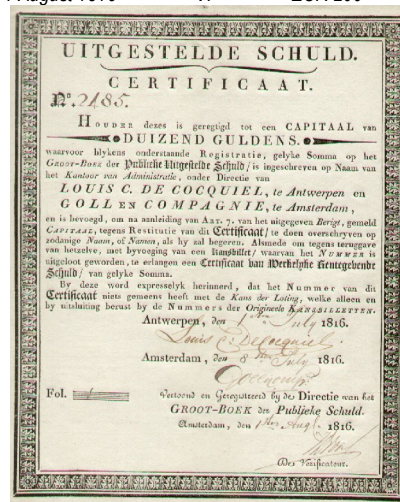 UITGESTELDE SCHULD.
CERTIFICAAT.
No. 2185.
HOUDER dezes is geregtigd tot een CAPITAAL van
DUIZEND GULDENS.
waarvoor blykens onderstaande Registratie, gelyke Somma op het
GROOT-BOEK der Publieke Uitgestelde Schuld/ is ingeschreven op Naam van
het Kantoor van Administratie, onder Directie van
LOUIS C. DE COCQUIEL, te Antwerpen en
GOLL EN COMPAGNIE, te Amsterdam,
en is bevoegd, om na aanleiding van ART. 7. van het uitgegeven Berigt, gemeld
CAPITAAL, tegens Restitutie van dit Certificaat/ te doen overschryven op
zodanige Naam, of Namen, als hy zal begeren. Alsmede om tegens teruggave
van hetzelve, met byvoeging van een Kansbillet/ waarvan het NUMMER is
uitgeloot geworden, te erlangen een Certificaat van Werkelyke Rentegevende
Schuld/ van gelyke Somma.
By deze word expresselyk herinnerd, dat het Nummer van dit
Certificaat niets gemeens heeft met de Kans der Loting, welke alleen en
by uitsluiting berust by de Nummers der Origineele KANSBILLETTEN.
Antwerpen, den 1 July 1816.
Louis C. DeCocquiel
Amsterdam, den 8 July 1816.
Fol.
Vertoond en Geregistreerd by de Directie van het
GROOT-BOEK der Publieke Schuld.
Amsterdam, den 1 Aug. 1816.
Des Verificateur.